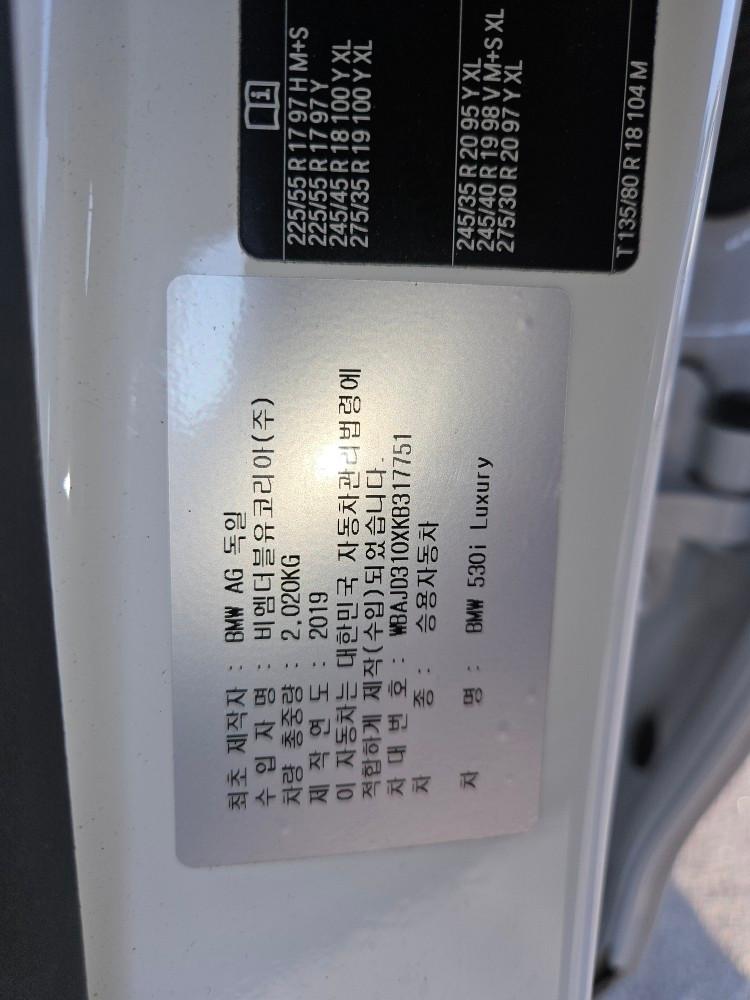 최초 제작자 : BMW AG 독일
수 입 자 명 : 비엠더블유코리아(주)
차량 총중량 : 2,020KG
제 작 연 도 : 2019
이 자동차는 대한민국 자동차관리법령에
적합하게 제작(수입)되었습니다.
차 대 번 호 : WBAJD310XKB317751
차 종 : 승용자동차
차 명 : BMW 530i Luxury
225/55 R 17 97 H M+S
225/55 R 17 97 Y
245/45 R 18 100 Y XL
275/35 R 19 100 Y XL
245/35 R 20 95 Y XL
245/40 R 19 98 V M+S XL
275/30 R 20 97 Y XL
T 135/80 R 18 104 M